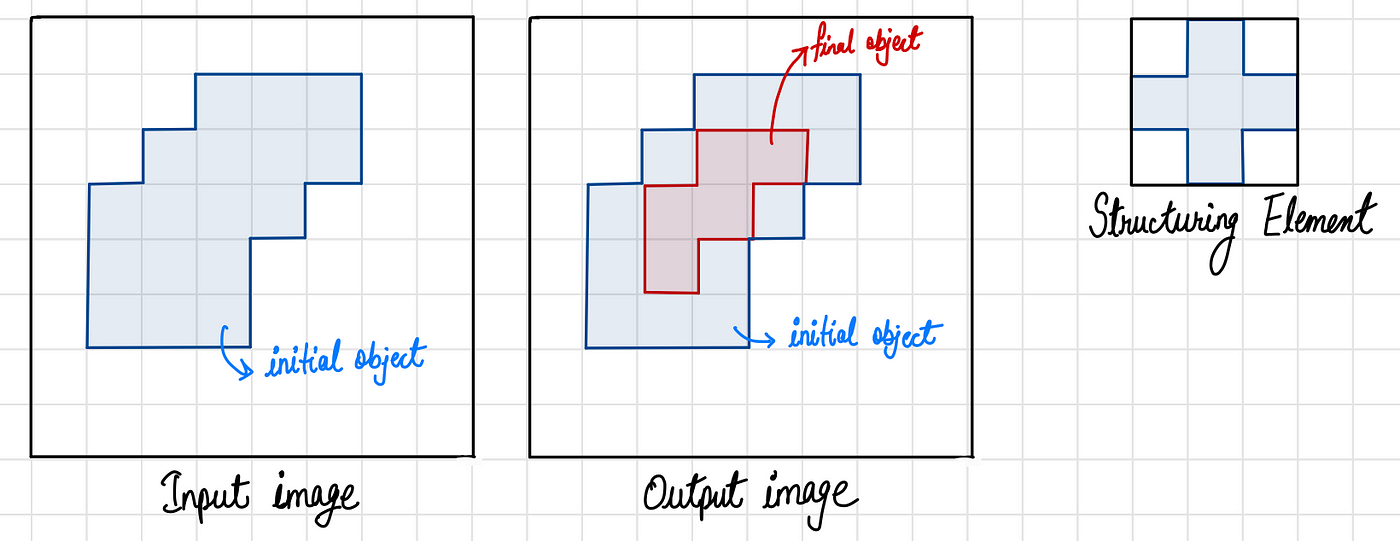 final object
Structuring Element
initial object
initial object
Input image
Output image